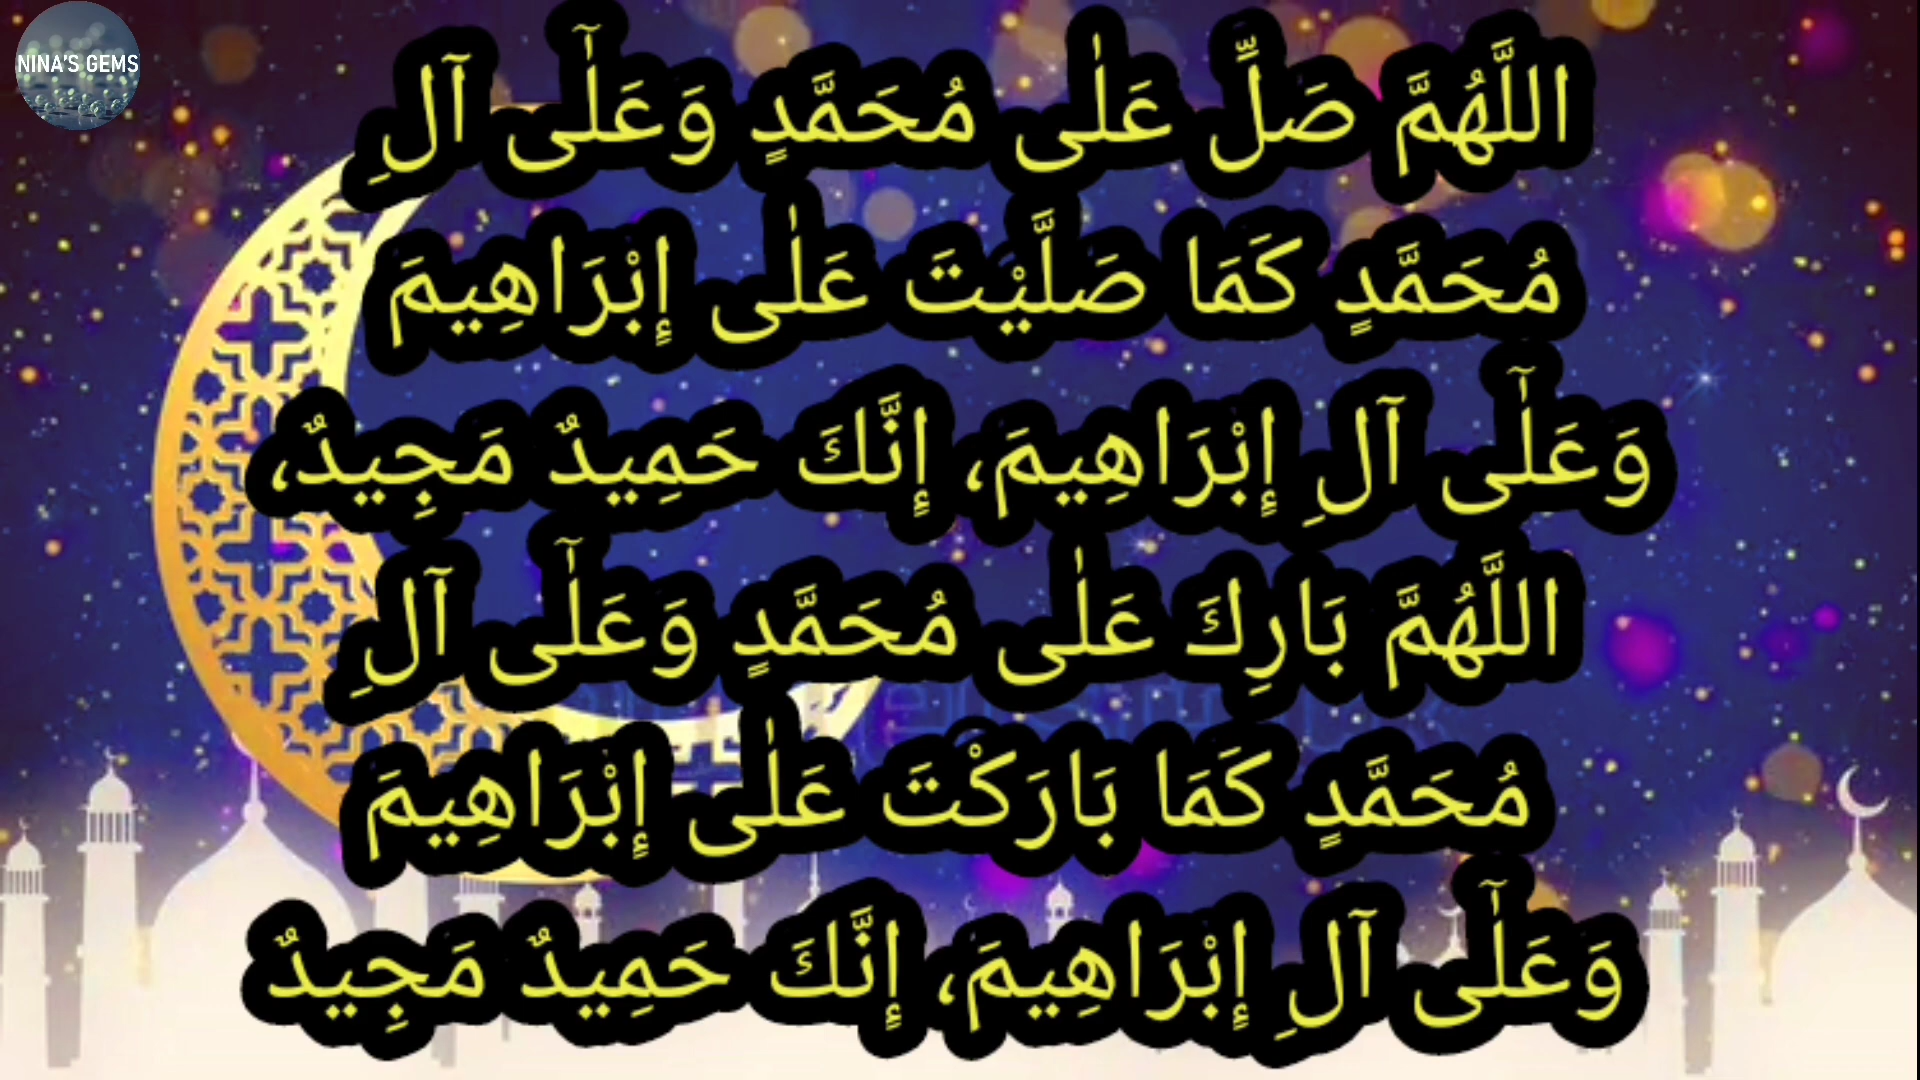 NINA'S GEMS
اللَّهُمَّ صَلِّ عَلٰى مُحَمَّدٍ وَعَلٰٓى آلِ
مُحَمَّدٍ كَمَا صَلَّيْتَ عَلٰى إِبْرَاهِيمَ
وَعَلٰٓى آلِ إِبْرَاهِيمَ، إِنَّكَ حَمِيدٌ مَجِيدٌ،
اللَّهُمَّ بَارِكَ عَلٰى مُحَمَّدٍ وَعَلٰٓى آلِ
مُحَمَّدٍ كَمَا بَارَكْتَ عَلٰى إِبْرَاهِيمَ
وَعَلٰٓى آلِ إِبْرَاهِيمَ، إِنَّكَ حَمِيدٌ مَجِيدٌ